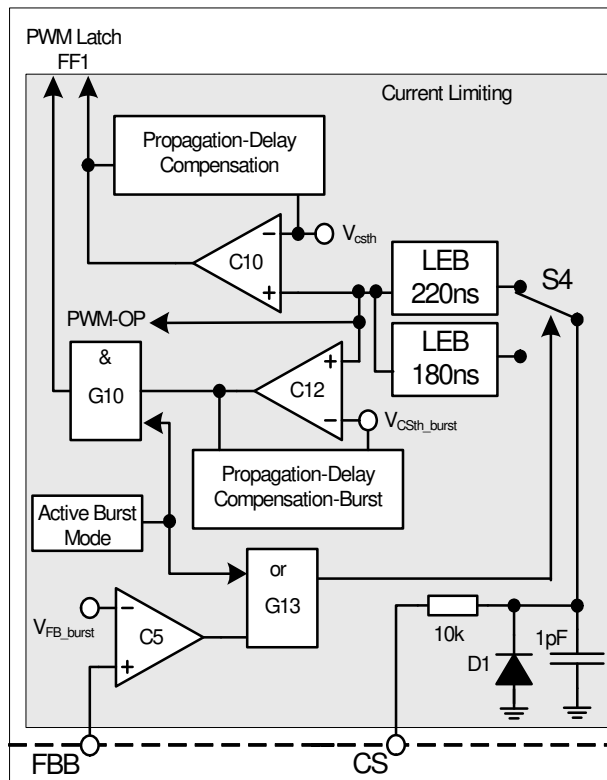 PWM Latch
FF1
Current Limiting
Propagation-Delay
Compensation
Vcsth
C10
LEB
220ns
S4
PWM-OP
LEB
180ns
&
G10
C12
VCSth_burst
Propagation-Delay
Compensation-Burst
Active Burst
Mode
or
G13
VFB_burst
C5
10k
1pF
D1
FBB
CS